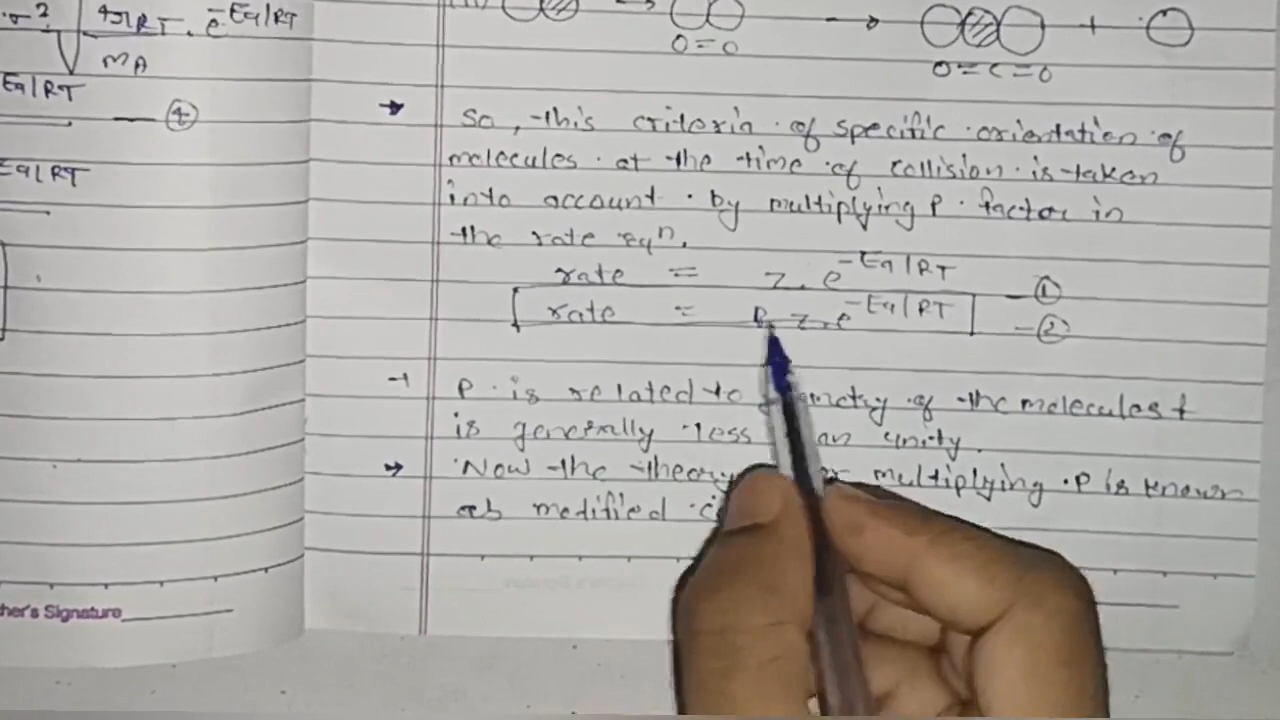 4πRT . e^-Ea/RT
σ²
mA
Ea/RT
— ④
Ea/RT
her's Signature
O=O
→
+
O=C=O
→ So, this criteria of specific orientation of
molecules at the time of collision is taken
into account by multiplying P. factor in
the rate eqn.
rate = Z. e^-Ea/RT — ①
rate = P. Z. e^-Ea/RT — ②
→ P is related to of the molecules +
is generally less unity.
→ Now the theory multiplying P is known
as modified